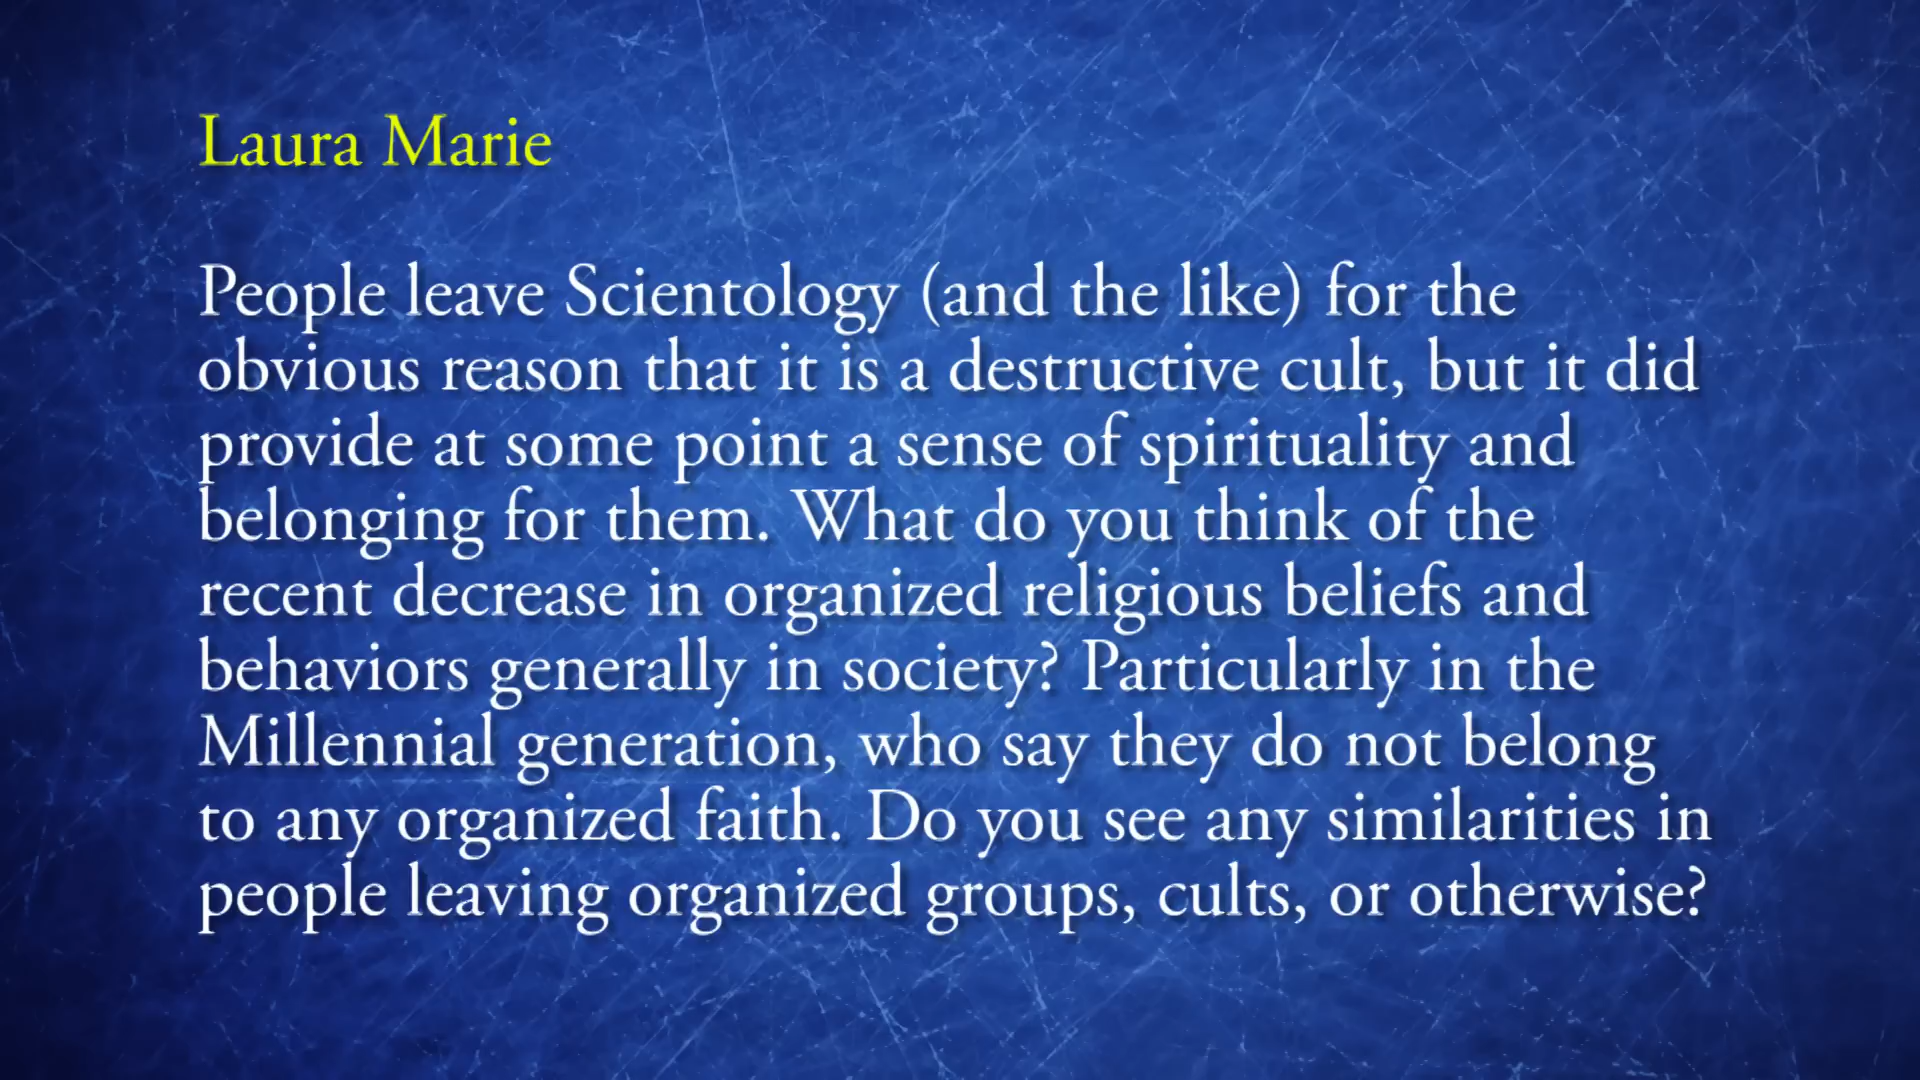 Laura Marie
People leave Scientology (and the like) for the
obvious reason that it is a destructive cult, but it did
provide at some point a sense of spirituality and
belonging for them. What do you think of the
recent decrease in organized religious beliefs and
behaviors generally in society? Particularly in the
Millennial generation, who say they do not belong
to any organized faith. Do you see any similarities in
people leaving organized groups, cults, or otherwise?